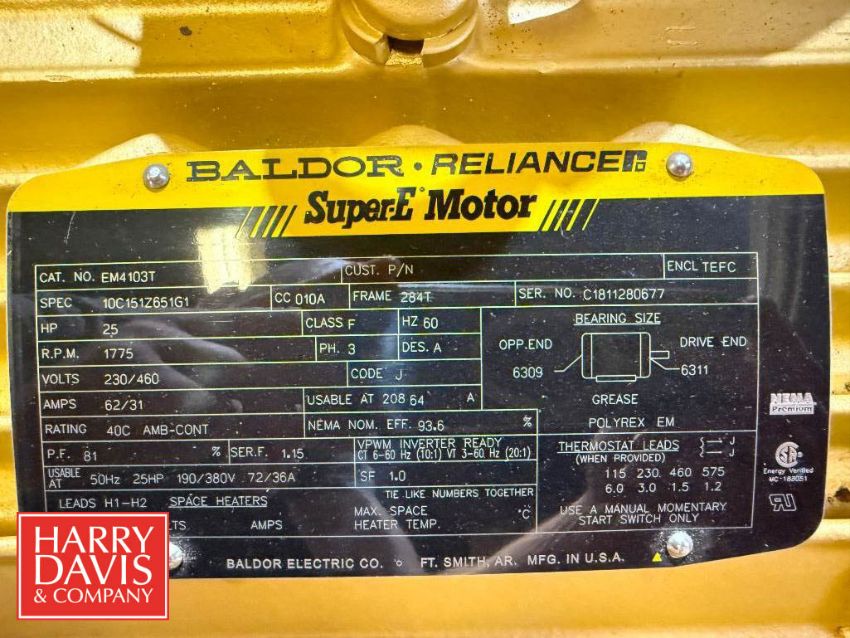 BALDOR • RELIANCER
Super-E® Motor
CAT. NO. EM4103T CUST. P/N ENCL TEFC
SPEC 10C151Z651G1 CC 010A FRAME 284T SER. NO. C1811280677
HP 25 CLASS F HZ 60 BEARING SIZE
R.P.M. 1775 PH. 3 DES. A OPP.END DRIVE END
VOLTS 230/460 CODE J 6309 6311
AMPS 62/31 USABLE AT 208 64 A GREASE
RATING 40C AMB-CONT NEMA NOM. EFF. 93.6 % POLYREX EM
NEMA
Premium
P.F. 81 % SER.F. 1.15 VPWM INVERTER READY
CT 6-60 HZ (10:1) VT 3-60 HZ (20:1)
THERMOSTAT LEADS J
(WHEN PROVIDED) J
USABLE
AT 50Hz 25HP 190/380V 72/36A SF 1.0
115 230 460 575
6.0 3.0 1.5 1.2
Energy Verified
MC-188051
LEADS H1-H2 SPACE HEATERS TIE LIKE NUMBERS TOGETHER
LTS AMPS MAX. SPACE
HEATER TEMP. °C
USE A MANUAL MOMENTARY
START SWITCH ONLY
BALDOR ELECTRIC CO. FT. SMITH, AR. MFG. IN U.S.A.
HARRY
DAVIS
& COMPANY